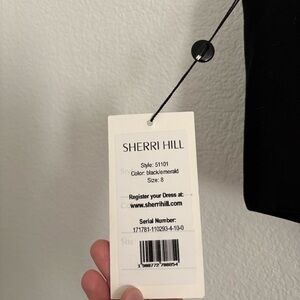 SHERRI HILL
Style: 51101
Color: black/emerald
Size: 8
Register your Dress at:
www.sherrihill.com
Serial Number:
171781-110293-4-10-0